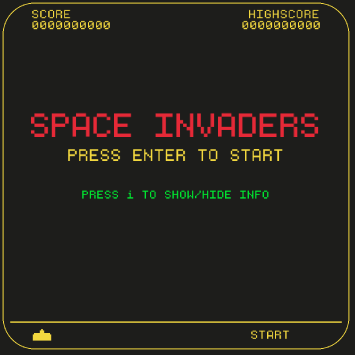 SCORE HIGHSCORE
0000000000 0000000000
SPACE INVADERS
PRESS ENTER TO START
PRESS i TO SHOW/HIDE INFO
START